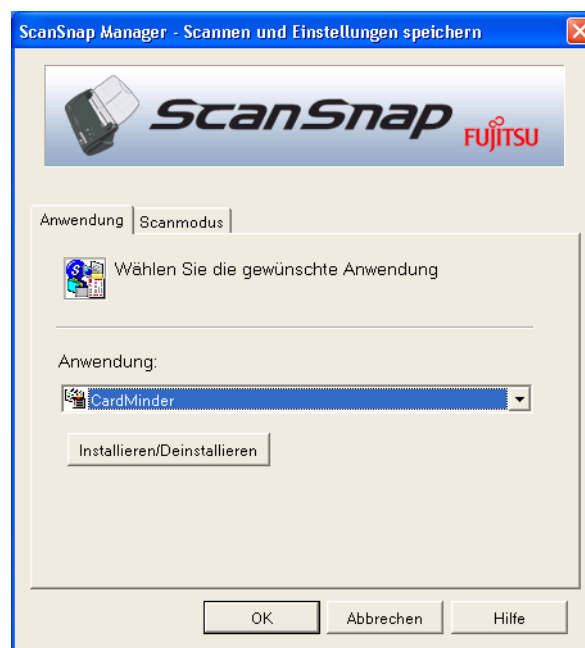 ScanSnap Manager - Scannen und Einstellungen speichern
ScanSnap
FUJITSU
Anwendung
Scanmodus
Wählen Sie die gewünschte Anwendung
Anwendung:
CardMinder
Installieren/Deinstallieren
OK
Abbrechen
Hilfe